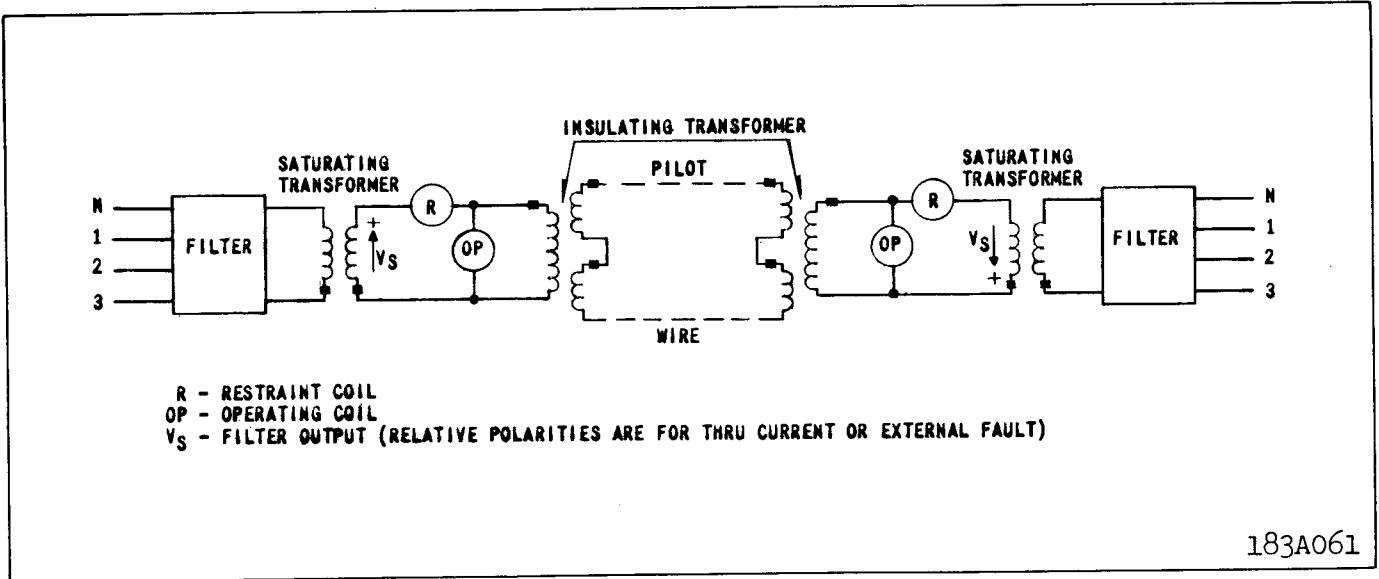 INSULATING TRANSFORMER
SATURATING
TRANSFORMER
PILOT
SATURATING
TRANSFORMER
N
1
2
3
FILTER
+
VS
R
OP
WIRE
OP
R
VS
+
FILTER
N
1
2
3
R - RESTRAINT COIL
OP - OPERATING COIL
VS - FILTER OUTPUT (RELATIVE POLARITIES ARE FOR THRU CURRENT OR EXTERNAL FAULT)
183A061